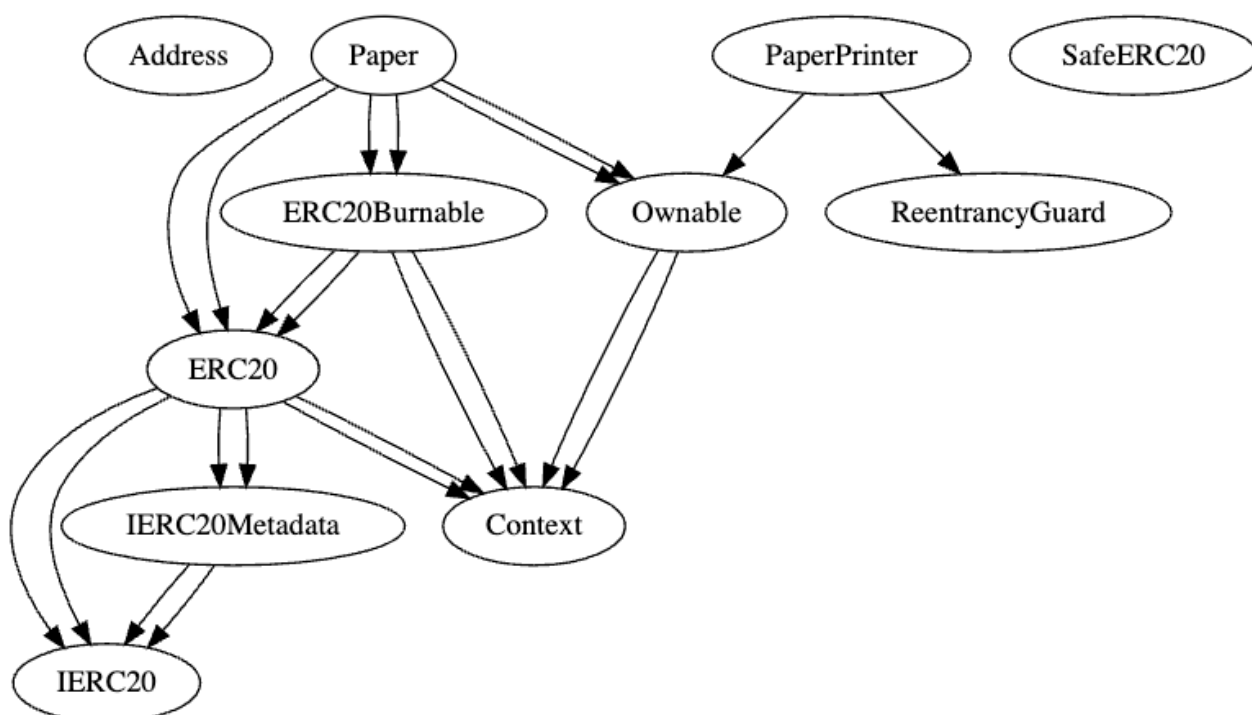 Address
Paper
PaperPrinter
SafeERC20
ERC20Burnable
Ownable
ReentrancyGuard
ERC20
IERC20Metadata
Context
IERC20